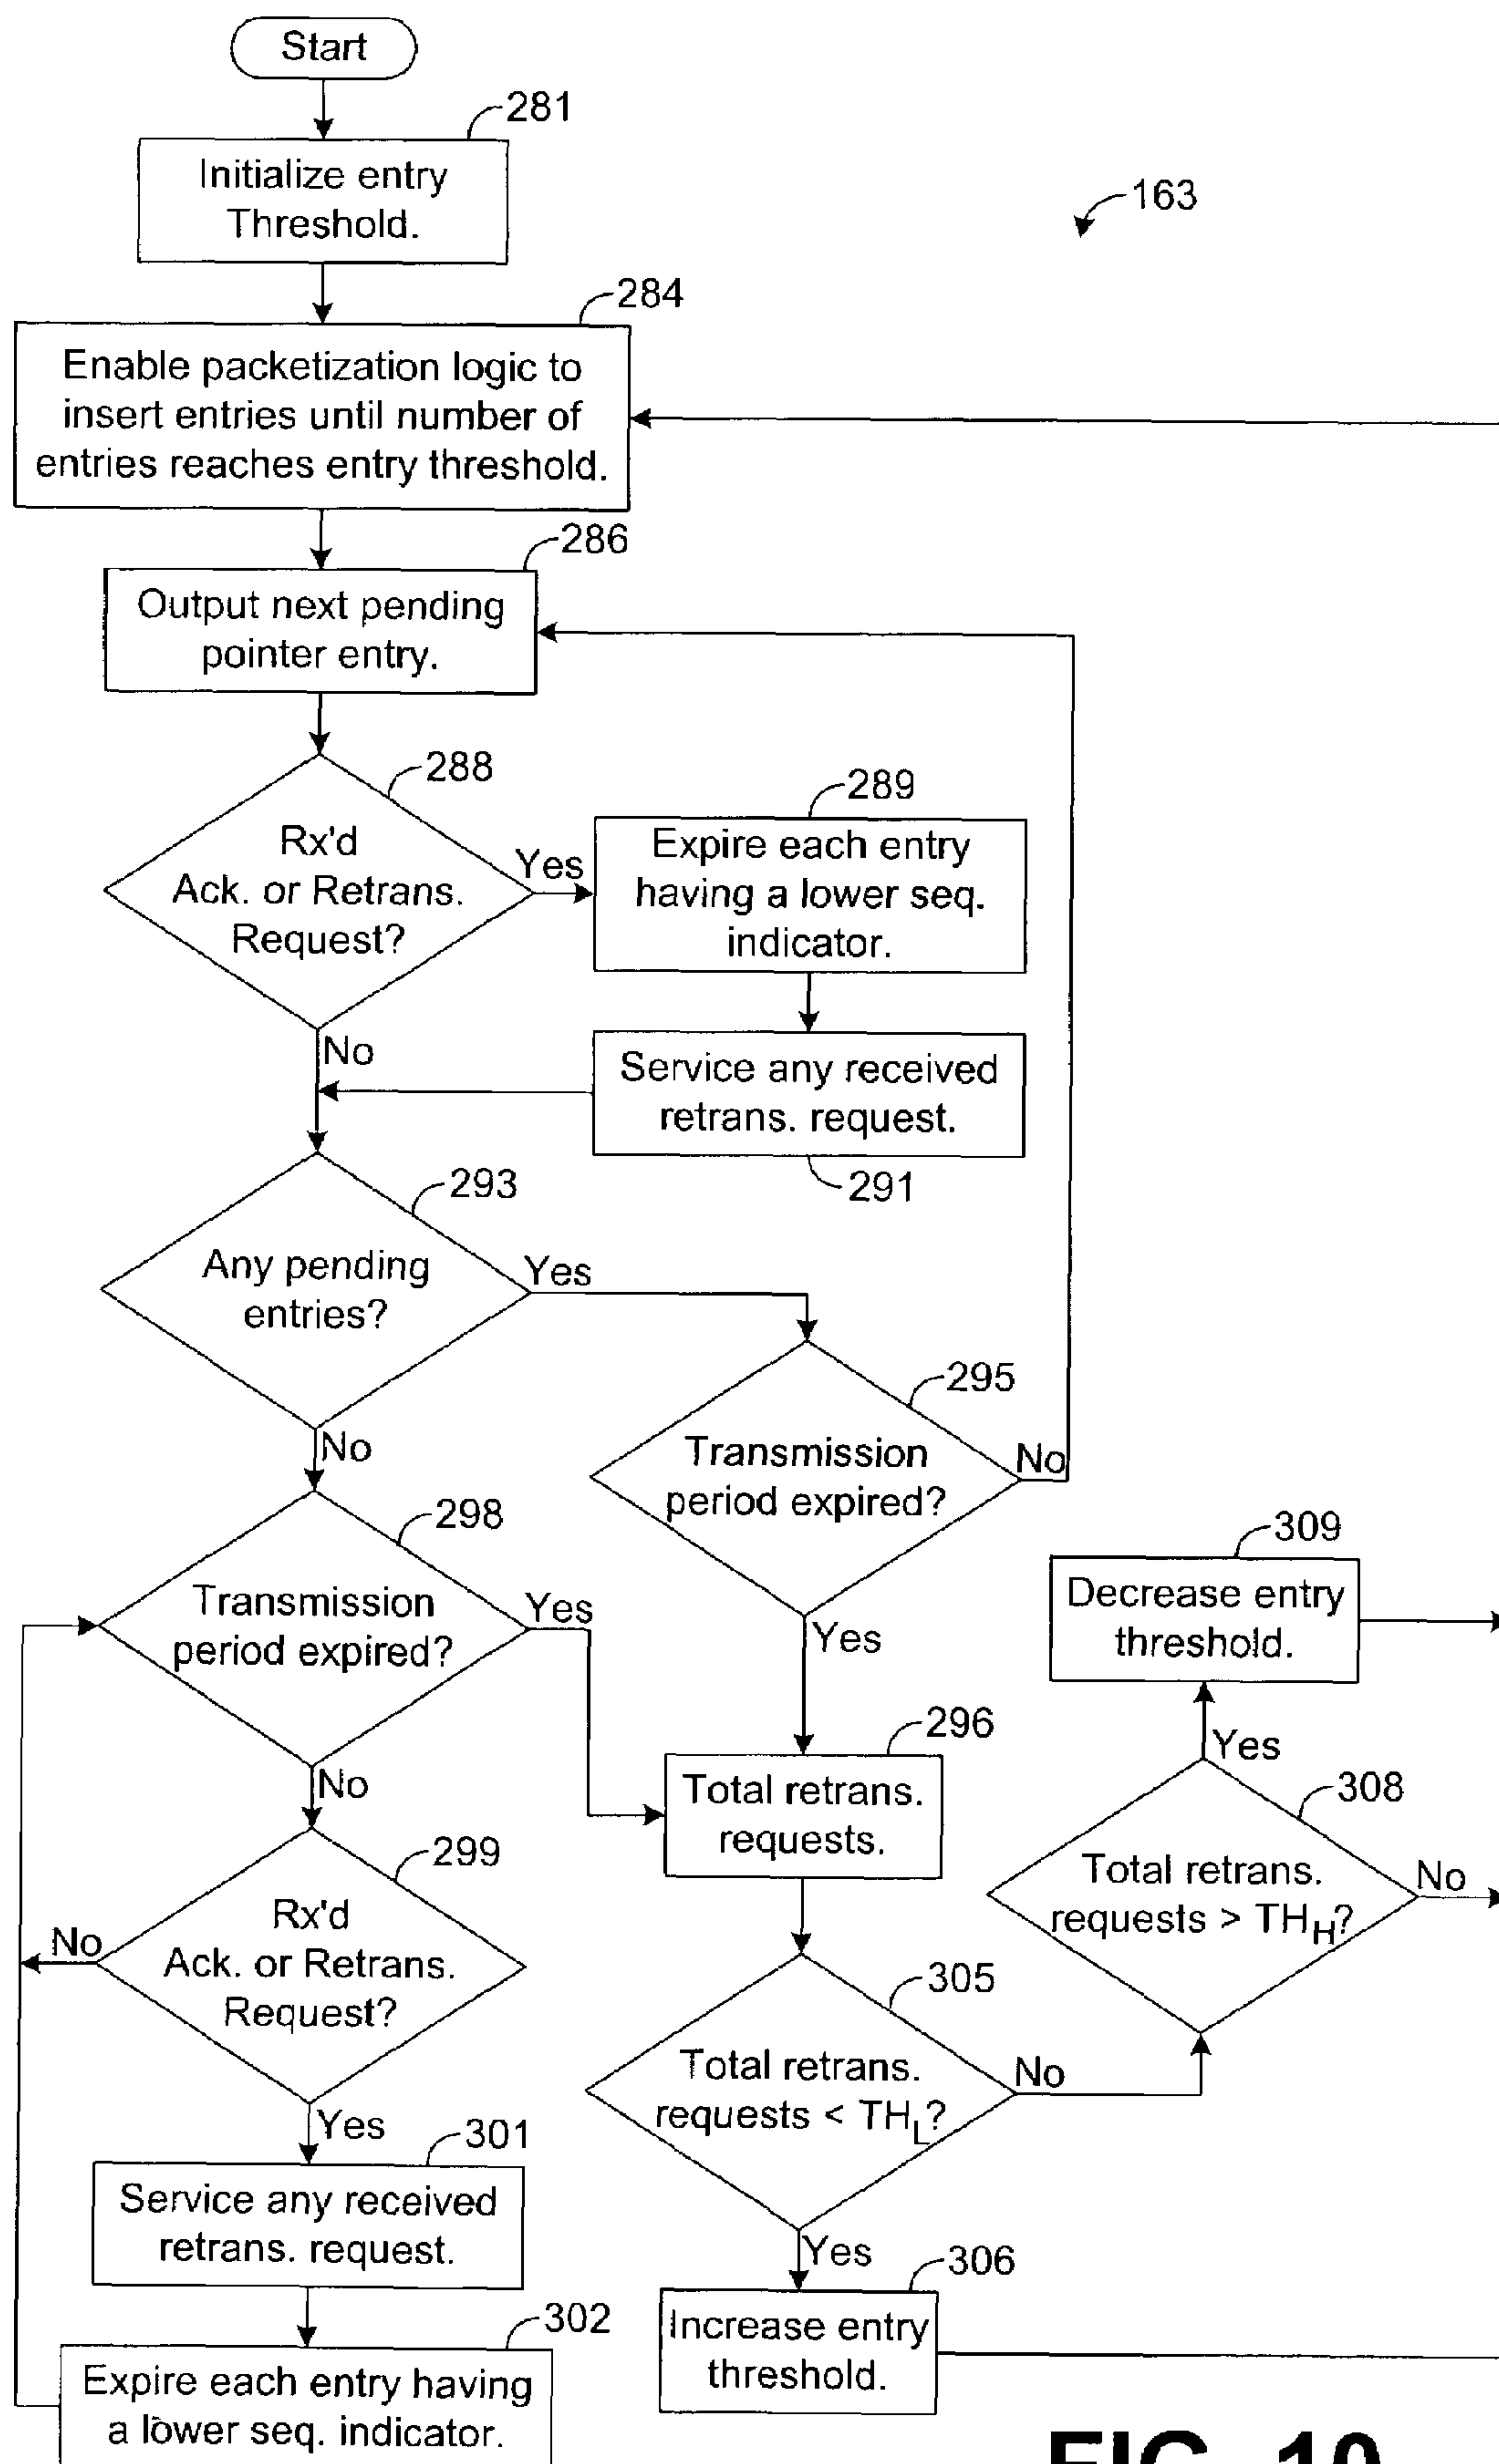 Start
281
Initialize entry
Threshold.
163
284
Enable packetization logic to
insert entries until number of
entries reaches entry threshold.
286
Output next pending
pointer entry.
288
Rx'd
Ack. or Retrans.
Request?
Yes
289
Expire each entry
having a lower seq.
indicator.
No
Service any received
retrans. request.
291
293
Any pending
entries?
Yes
295
Transmission
period expired?
No
Yes
No
298
Transmission
period expired?
Yes
No
296
Total retrans.
requests.
309
Decrease entry
threshold.
Yes
308
Total retrans.
requests > THH?
No
299
Rx'd
Ack. or Retrans.
Request?
No
Yes
305
Total retrans.
requests < THL?
No
Yes
301
Service any received
retrans. request.
302
Expire each entry having
a lower seq. indicator.
306
Increase entry
threshold.
FIG. 10